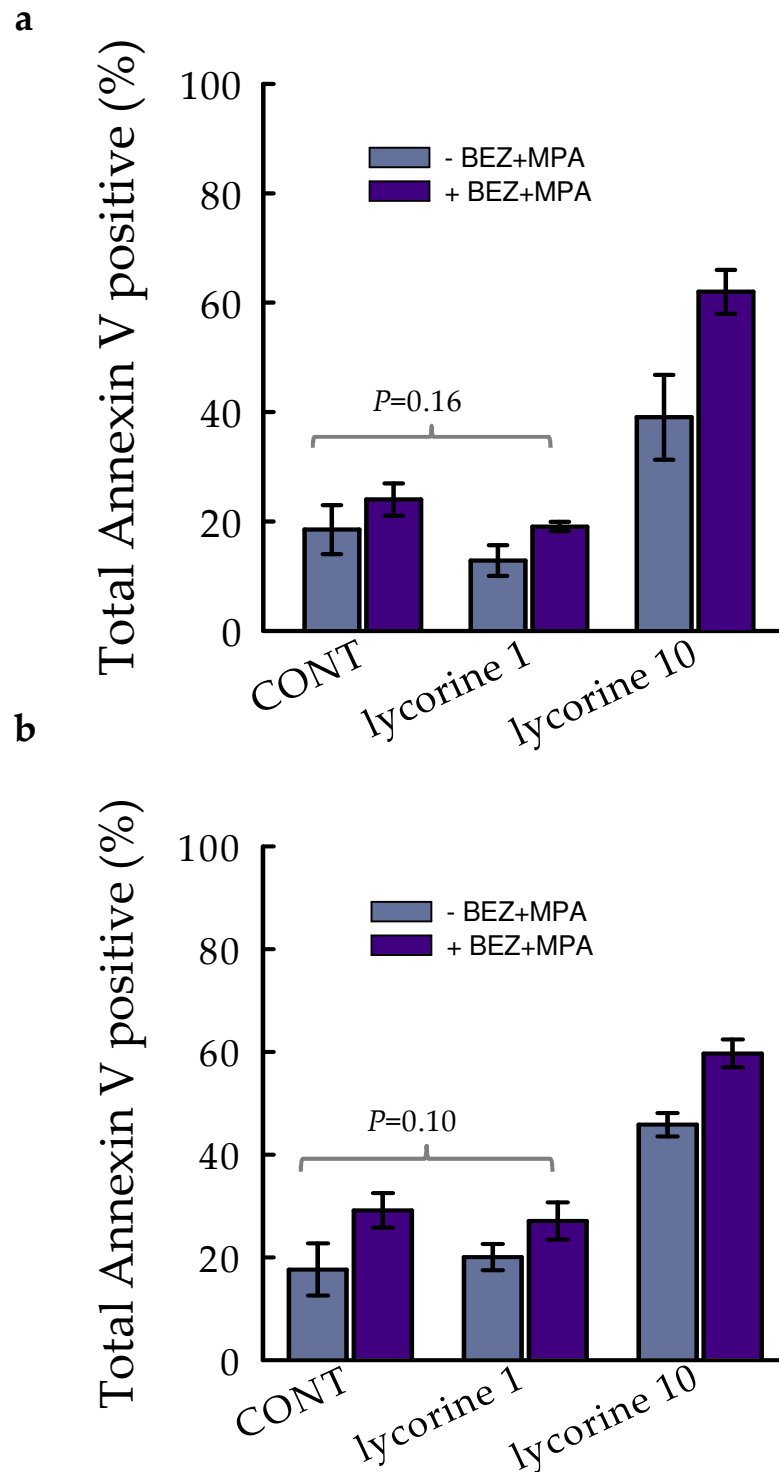 a
Total Annexin V positive (%)
100
80
60
40
20
0
- BEZ+MPA
+ BEZ+MPA
P=0.16
CONT
lycorine 1
lycorine 10
b
Total Annexin V positive (%)
100
80
60
40
20
0
- BEZ+MPA
+ BEZ+MPA
P=0.10
CONT
lycorine 1
lycorine 10